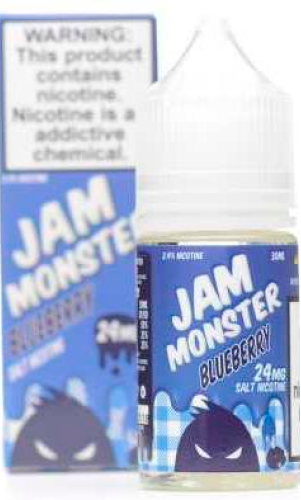 WARNING:
This product
contains
nicotine.
Nicotine is a
addictive
chemical.
JAM
MONSTER
BLUEBERRY
24MG
SALT NICOTINE
2.4% NICOTINE
30ML
JAM
MONSTER
BLUEBERRY
24MG
SALT NICOTINE